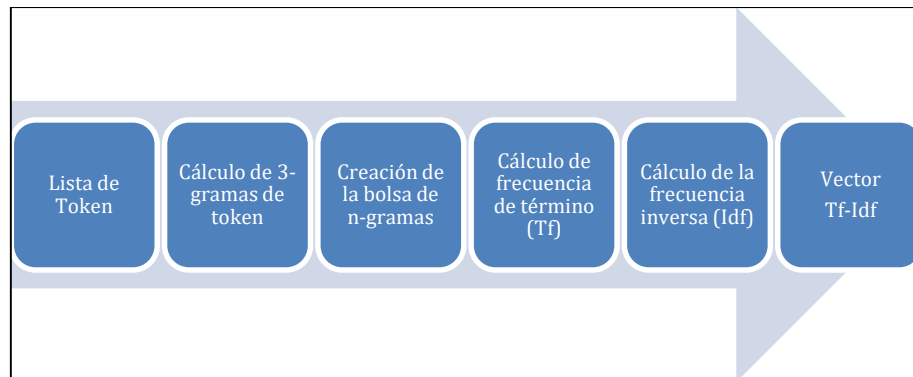 Lista de
Token
Cálculo de 3-
gramas de
token
Creación de
la bolsa de
n-gramas
Cálculo de
frecuencia
de término
(Tf)
Cálculo de la
frecuencia
inversa (Idf)
Vector
Tf-Idf